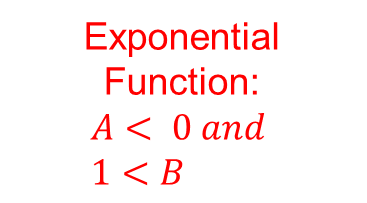 Exponential
Function:
A < 0 and
1 < B